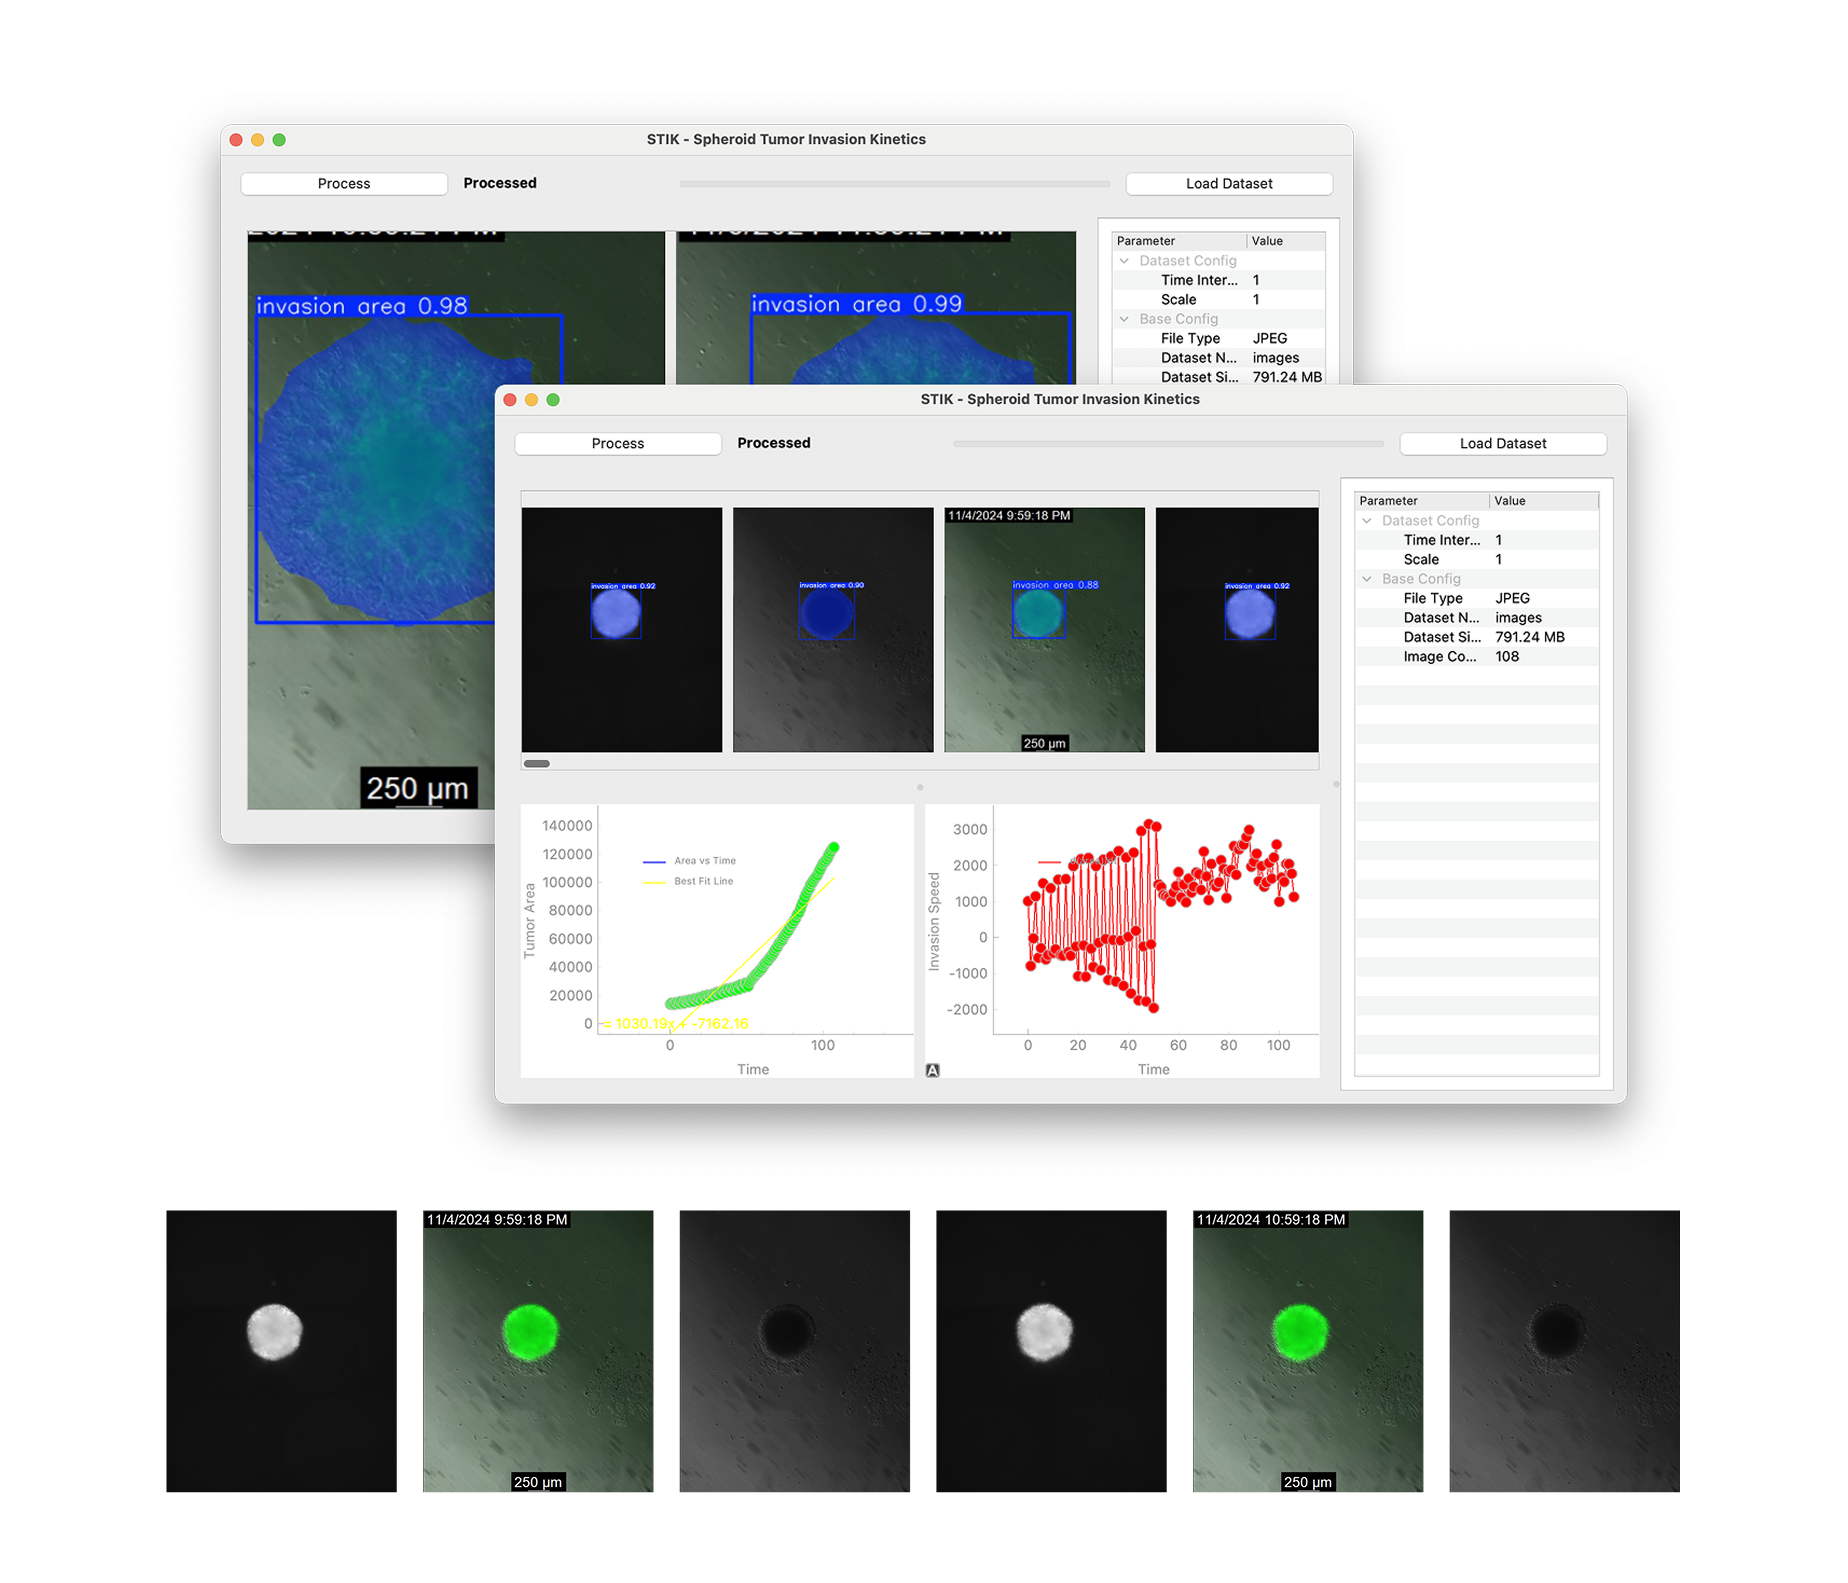 STIK - Spheroid Tumor Invasion Kinetics
Process
Processed
Load Dataset
invasion area 0.98
invasion area 0.99
250 µm
Parameter Value
Dataset Config
Time Inter... 1
Scale 1
Base Config
File Type JPEG
Dataset N... images
Dataset Si... 791.24 MB
STIK - Spheroid Tumor Invasion Kinetics
Process
Processed
Load Dataset
invasion area 0.92
invasion area 0.90
11/4/2024 9:59:18 PM
invasion area 0.88
250 µm
invasion area 0.92
Parameter Value
Dataset Config
Time Inter... 1
Scale 1
Base Config
File Type JPEG
Dataset N... images
Dataset Si... 791.24 MB
Image Co... 108
Tumor Area
140000
120000
100000
80000
60000
40000
20000
0
Area vs Time
Best Fit Line
= 1030.19x + -7162.16
0 100
Time
Invasion Speed
3000
2000
1000
0
-1000
-2000
0 20 40 60 80 100
Time
A
11/4/2024 9:59:18 PM
250 µm
11/4/2024 10:59:18 PM
250 µm